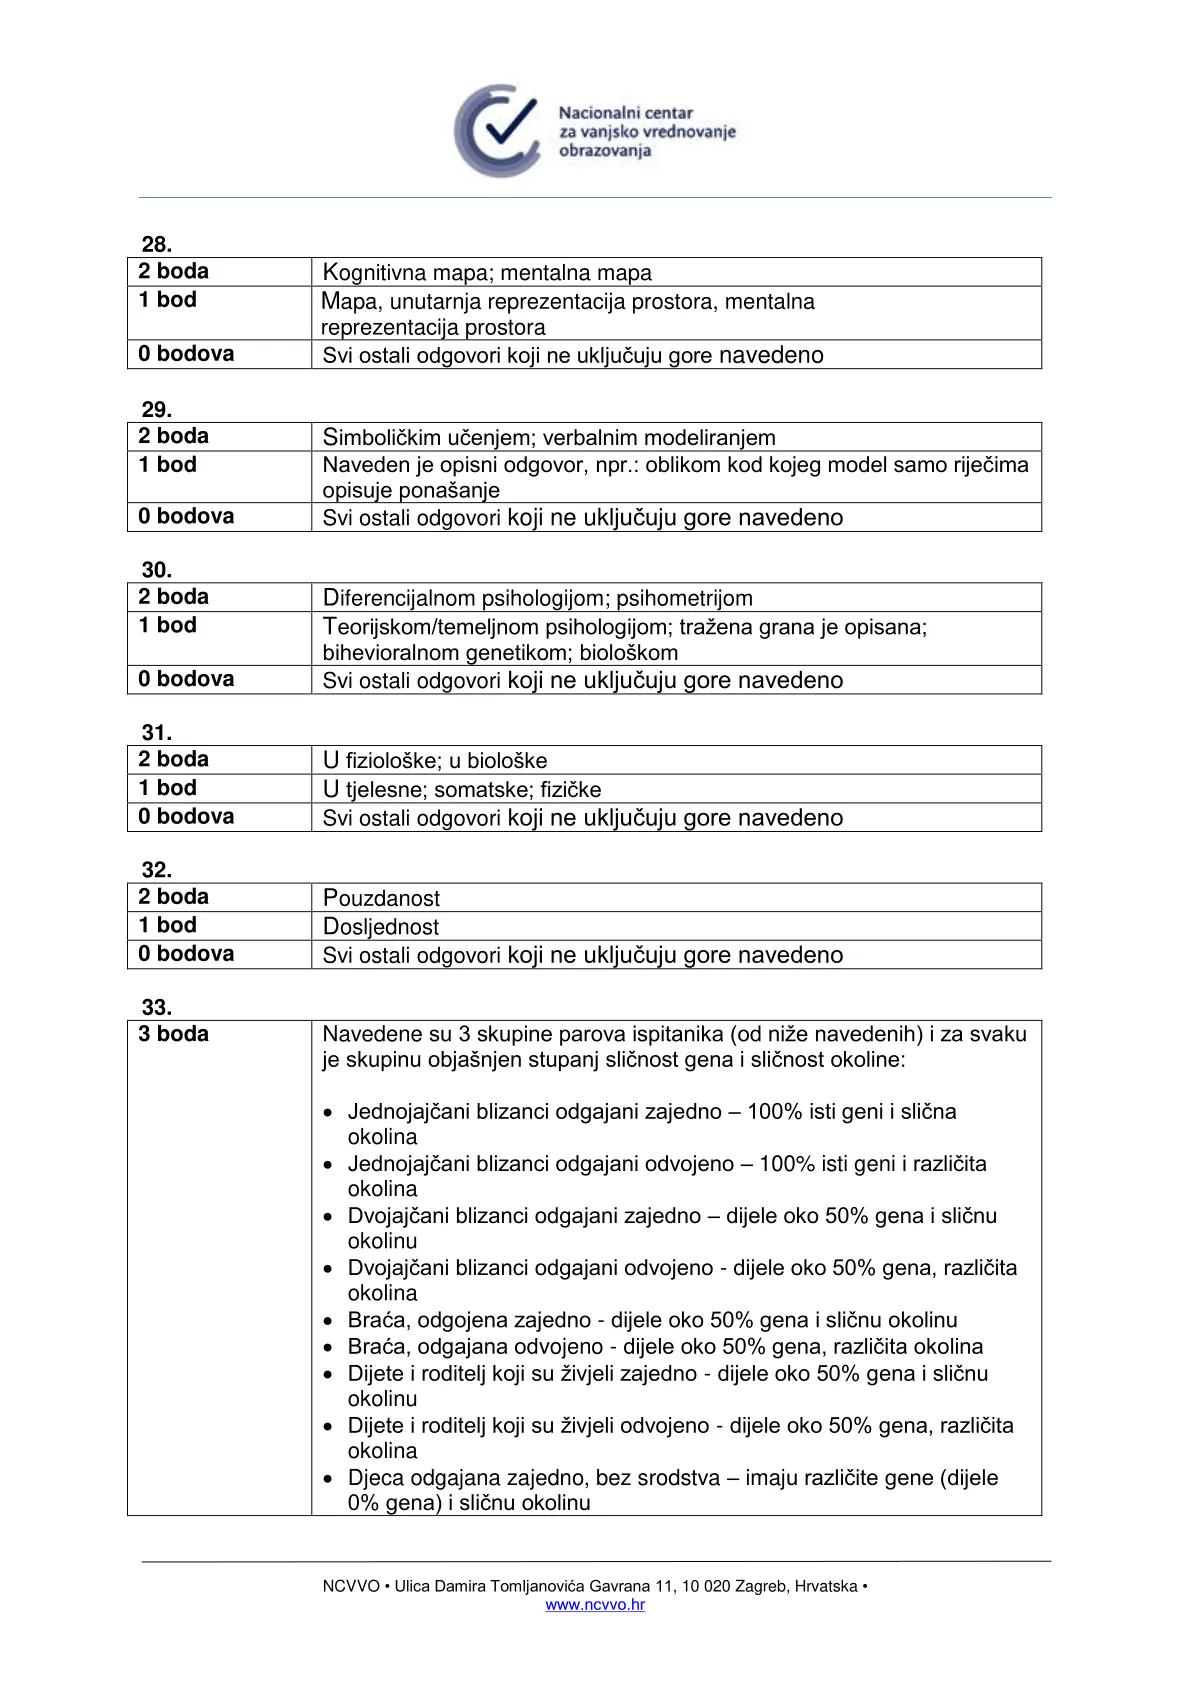 Nacionalni centar
za vanjsko vrednovanje
obrazovanja
28.
2 boda Kognitivna mapa; mentalna mapa
1 bod Mapa, unutarnja reprezentacija prostora, mentalna
reprezentacija prostora
0 bodova Svi ostali odgovori koji ne uključuju gore navedeno
29.
2 boda Simboličkim učenjem; verbalnim modeliranjem
1 bod Naveden je opisni odgovor, npr.: oblikom kod kojeg model samo riječima
opisuje ponašanje
0 bodova Svi ostali odgovori koji ne uključuju gore navedeno
30.
2 boda Diferencijalnom psihologijom; psihometrijom
1 bod Teorijskom/temeljnom psihologijom; tražena grana je opisana;
bihevioralnom genetikom; biološkom
0 bodova Svi ostali odgovori koji ne uključuju gore navedeno
31.
2 boda U fiziološke; u biološke
1 bod U tjelesne; somatske; fizičke
0 bodova Svi ostali odgovori koji ne uključuju gore navedeno
32.
2 boda Pouzdanost
1 bod Dosljednost
0 bodova Svi ostali odgovori koji ne uključuju gore navedeno
33.
3 boda Navedene su 3 skupine parova ispitanika (od niže navedenih) i za svaku
je skupinu objašnjen stupanj sličnost gena i sličnost okoline:
• Jednojajčani blizanci odgajani zajedno – 100% isti geni i slična
okolina
• Jednojajčani blizanci odgajani odvojeno – 100% isti geni i različita
okolina
• Dvojajčani blizanci odgajani zajedno – dijele oko 50% gena i sličnu
okolinu
• Dvojajčani blizanci odgajani odvojeno - dijele oko 50% gena, različita
okolina
• Braća, odgojena zajedno - dijele oko 50% gena i sličnu okolinu
• Braća, odgajana odvojeno - dijele oko 50% gena, različita okolina
• Dijete i roditelj koji su živjeli zajedno - dijele oko 50% gena i sličnu
okolinu
• Dijete i roditelj koji su živjeli odvojeno - dijele oko 50% gena, različita
okolina
• Djeca odgajana zajedno, bez srodstva – imaju različite gene (dijele
0% gena) i sličnu okolinu
NCVVO • Ulica Damira Tomljanovića Gavrana 11, 10 020 Zagreb, Hrvatska •
www.ncvvo.hr